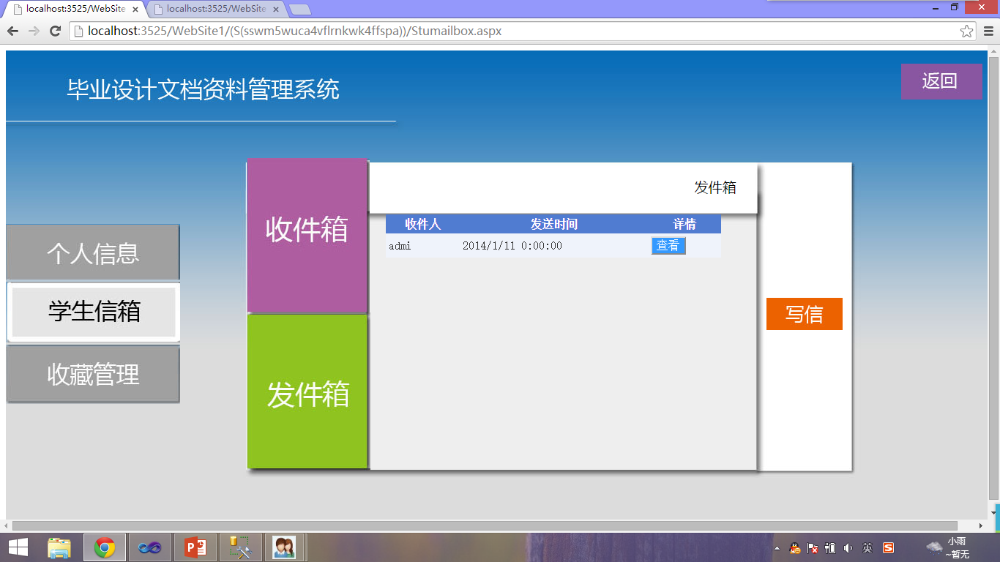 localhost:3525/WebSite
localhost:3525/WebSite
localhost:3525/WebSite1/(S(sswm5wuca4vflrnkwk4ffspa))/Stumailbox.aspx
毕业设计文档资料管理系统
返回
收件箱
发件箱
收件人 发送时间 详情
admi 2014/1/11 0:00:00 查看
个人信息
学生信箱
收藏管理
发件箱
写信
英
小雨
~暂无